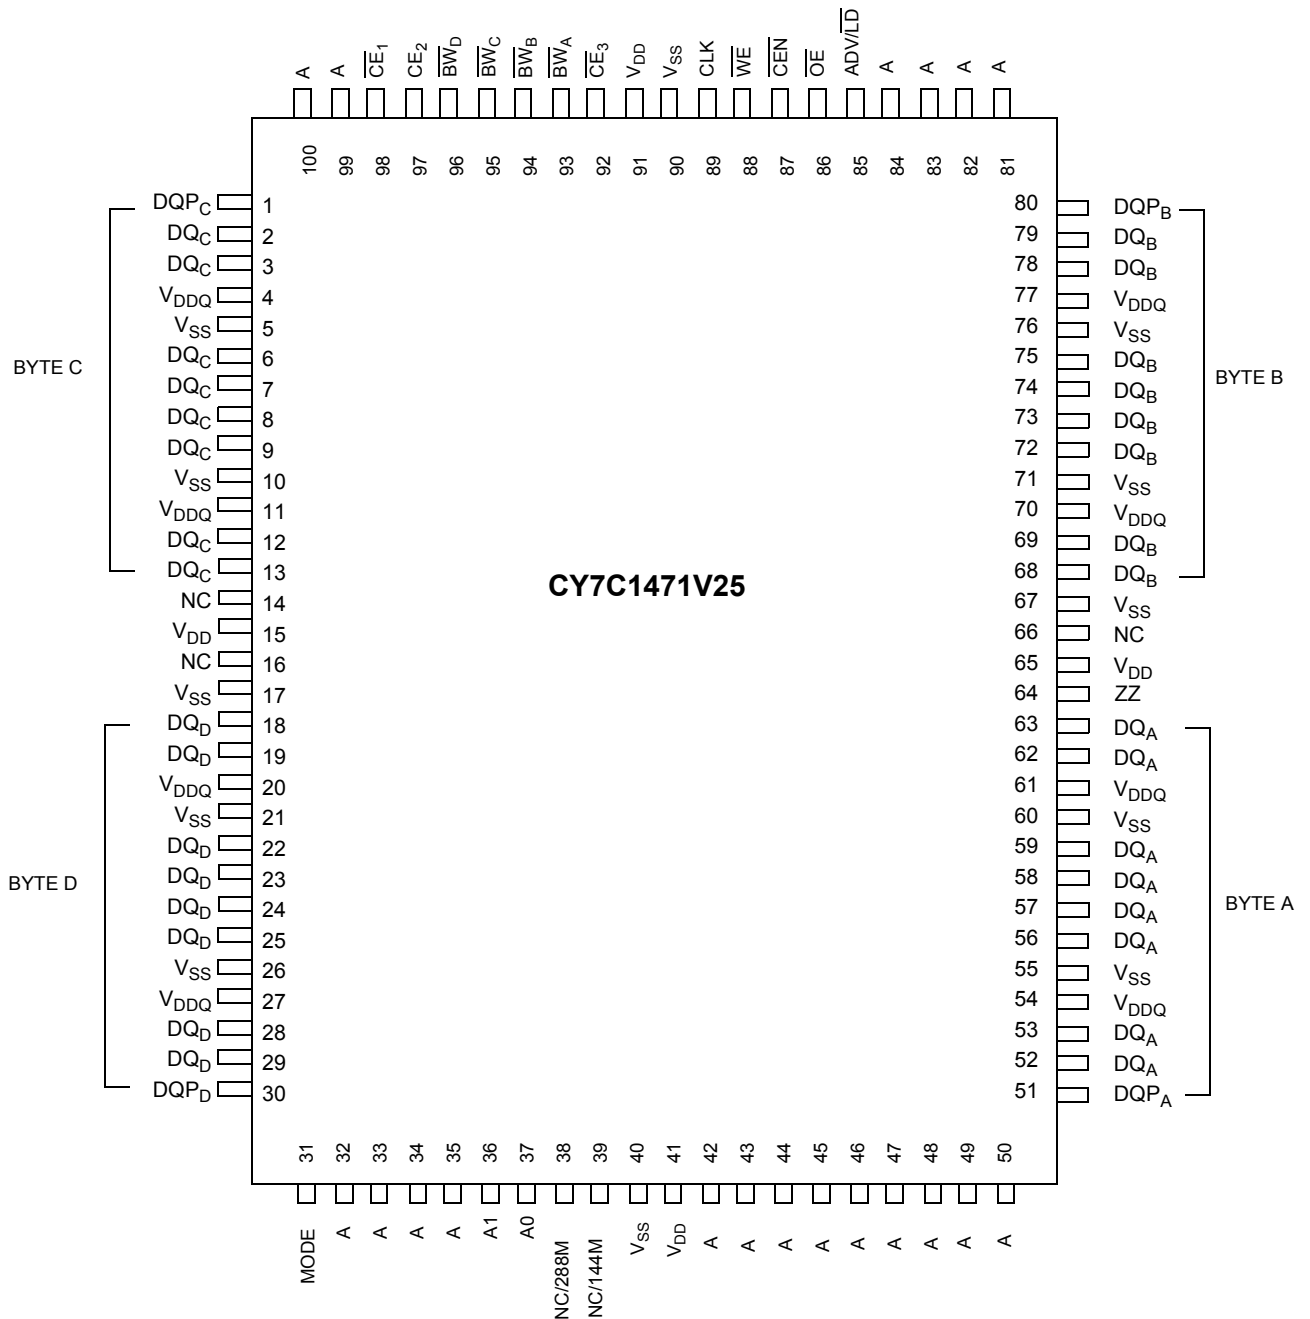 A A CE1 CE2 BWD BWC BWB BWA CE3 VDD VSS CLK WE CEN OE ADV/LD A A A A
100 99 98 97 96 95 94 93 92 91 90 89 88 87 86 85 84 83 82 81
DQPC 1 80 DQPB
DQC 2 79 DQB
DQC 3 78 DQB
VDDQ 4 77 VDDQ
VSS 5 76 VSS
DQC 6 75 DQB
BYTE C DQC 7 74 DQB BYTE B
DQC 8 73 DQB
DQC 9 72 DQB
VSS 10 71 VSS
VDDQ 11 70 VDDQ
DQC 12 69 DQB
DQC 13 68 DQB
CY7C1471V25
NC 14 67 VSS
VDD 15 66 NC
NC 16 65 VDD
VSS 17 64 ZZ
DQD 18 63 DQA
DQD 19 62 DQA
VDDQ 20 61 VDDQ
VSS 21 60 VSS
DQD 22 59 DQA
BYTE D DQD 23 58 DQA
DQD 24 57 DQA BYTE A
DQD 25 56 DQA
VSS 26 55 VSS
VDDQ 27 54 VDDQ
DQD 28 53 DQA
DQD 29 52 DQA
DQPD 30 51 DQPA
31 32 33 34 35 36 37 38 39 40 41 42 43 44 45 46 47 48 49 50
MODE A A A A A1 A0 NC/288M NC/144M VSS VDD A A A A A A A A A